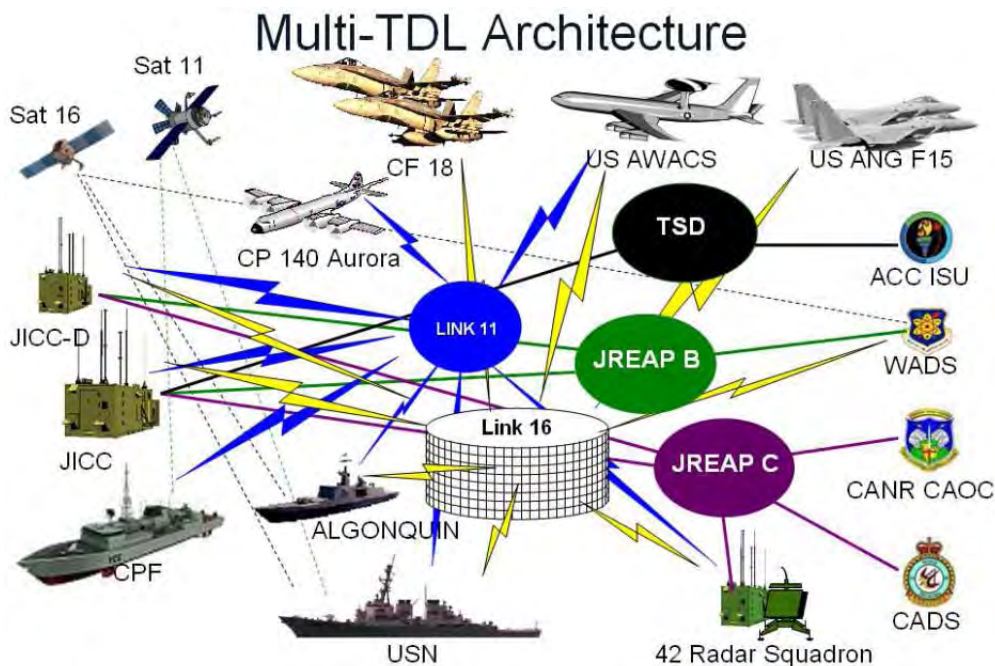 Multi-TDL Architecture
Sat 11
Sat 16
CF 18
US AWACS
US ANG F15
TSD
CP 140 Aurora
ACC ISU
LINK 11
JICC-D
JREAP B
WADS
Link 16
JICC
JREAP C
CANR CAOC
ALGONQUIN
CPF
CADS
USN
42 Radar Squadron